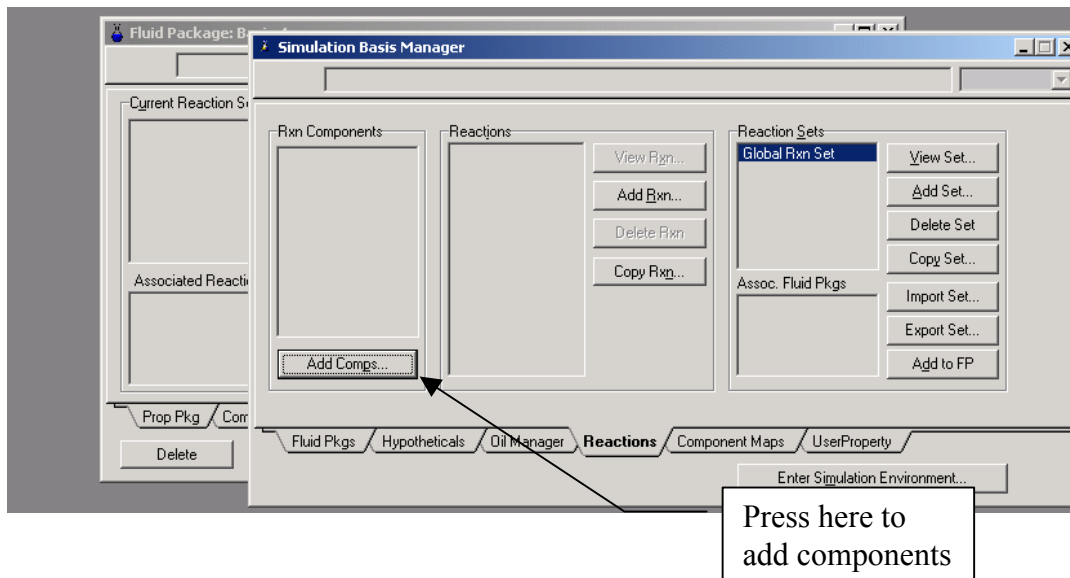 Fluid Package: B
Simulation Basis Manager
Current Reaction S
Associated Reacti
Prop Pkg
Com
Delete
Rxn Components
Add Comps...
Reactions
View Rxn...
Add Rxn...
Delete Rxn
Copy Rxn...
Reaction Sets
Global Rxn Set
View Set...
Add Set...
Delete Set
Copy Set...
Import Set...
Export Set...
Add to FP
Assoc. Fluid Pkgs
Fluid Pkgs
Hypotheticals
Oil Manager
Reactions
Component Maps
UserProperty
Enter Simulation Environment...
Press here to
add components